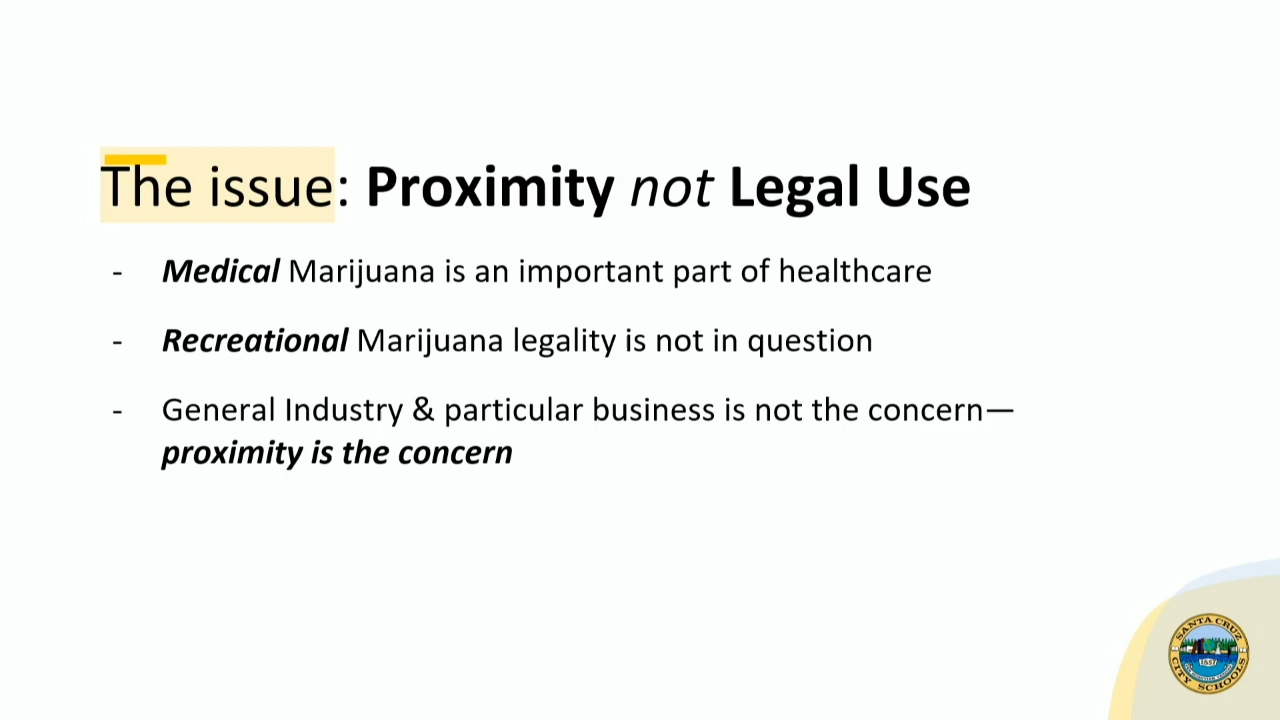 The issue: Proximity not Legal Use
- Medical Marijuana is an important part of healthcare
- Recreational Marijuana legality is not in question
- General Industry & particular business is not the concern—
proximity is the concern
SANTA CRUZ
CITY SCHOOLS
1857